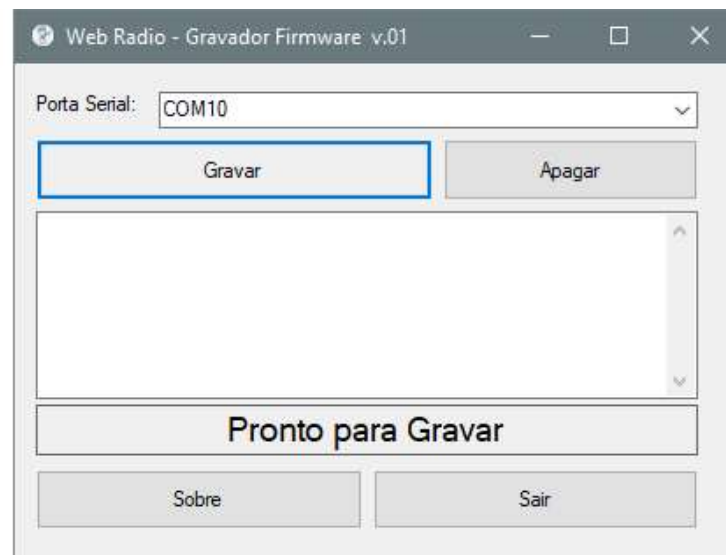 Web Radio - Gravador Firmware v.01
Porta Serial: COM10
Gravar Apagar
Pronto para Gravar
Sobre Sair